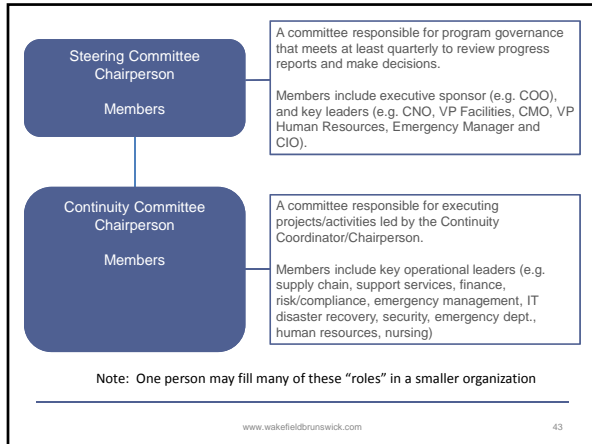 Steering Committee
Chairperson
Members
A committee responsible for program governance
that meets at least quarterly to review progress
reports and make decisions.
Members include executive sponsor (e.g. COO),
and key leaders (e.g. CNO, VP Facilities, CMO, VP
Human Resources, Emergency Manager and
CIO).
Continuity Committee
Chairperson
Members
A committee responsible for executing
projects/activities led by the Continuity
Coordinator/Chairperson.
Members include key operational leaders (e.g.
supply chain, support services, finance,
risk/compliance, emergency management, IT
disaster recovery, security, emergency dept.,
human resources, nursing)
Note:  One person may fill many of these “roles” in a smaller organization
www.wakefieldbrunswick.com 43